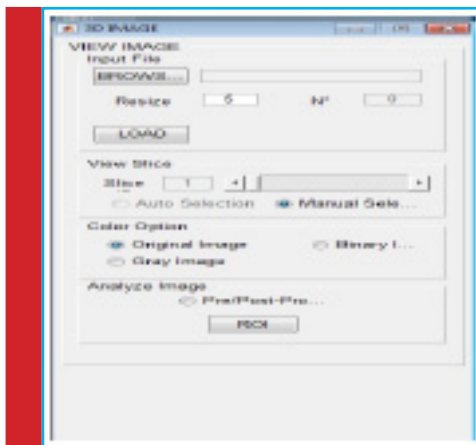 3D IMAGE
VIEW IMAGE
Input File
BROWS...
Resize 5 N° 0
LOAD
View Slice
Slice 1
Auto Selection Manual Sele...
Color Option
Original Image Binary I...
Gray Image
Analyze Image
Pre/Post-Pro...
ROI